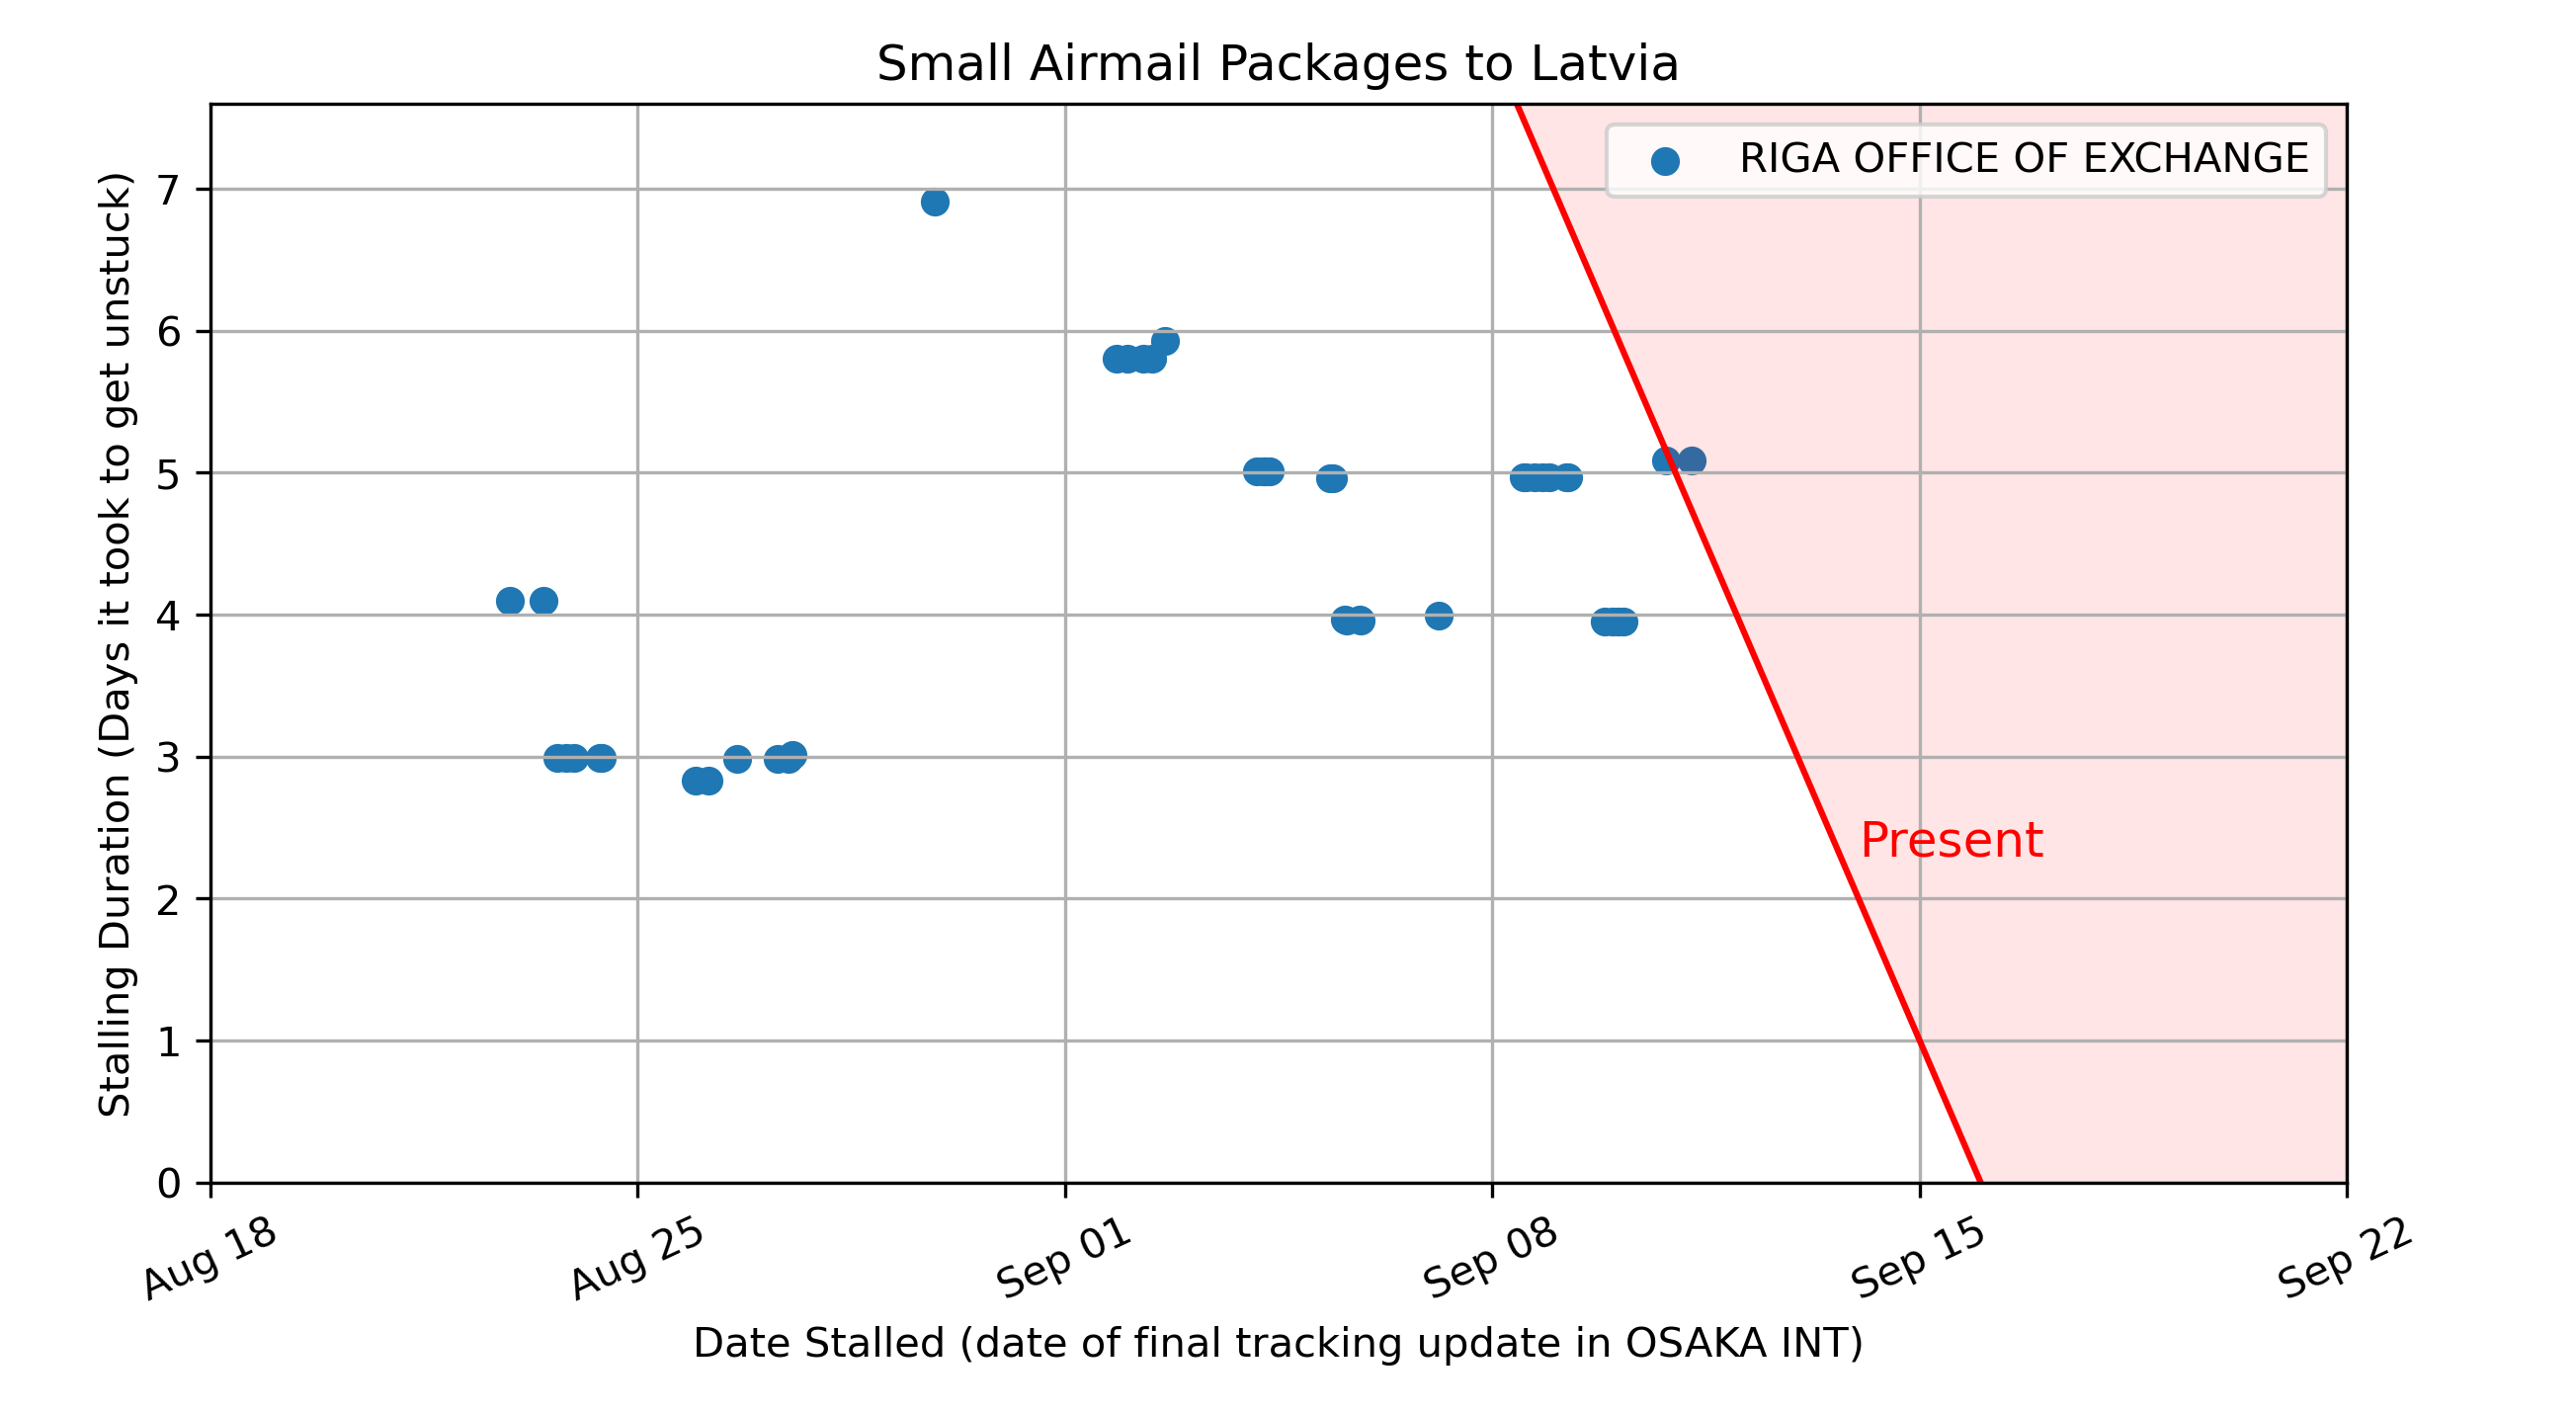 Small Airmail Packages to Latvia
RIGA OFFICE OF EXCHANGE
Stalling Duration (Days it took to get unstuck)
7
6
5
4
3
2
1
0
Present
Aug 18
Aug 25
Sep 01
Sep 08
Sep 15
Sep 22
Date Stalled (date of final tracking update in OSAKA INT)